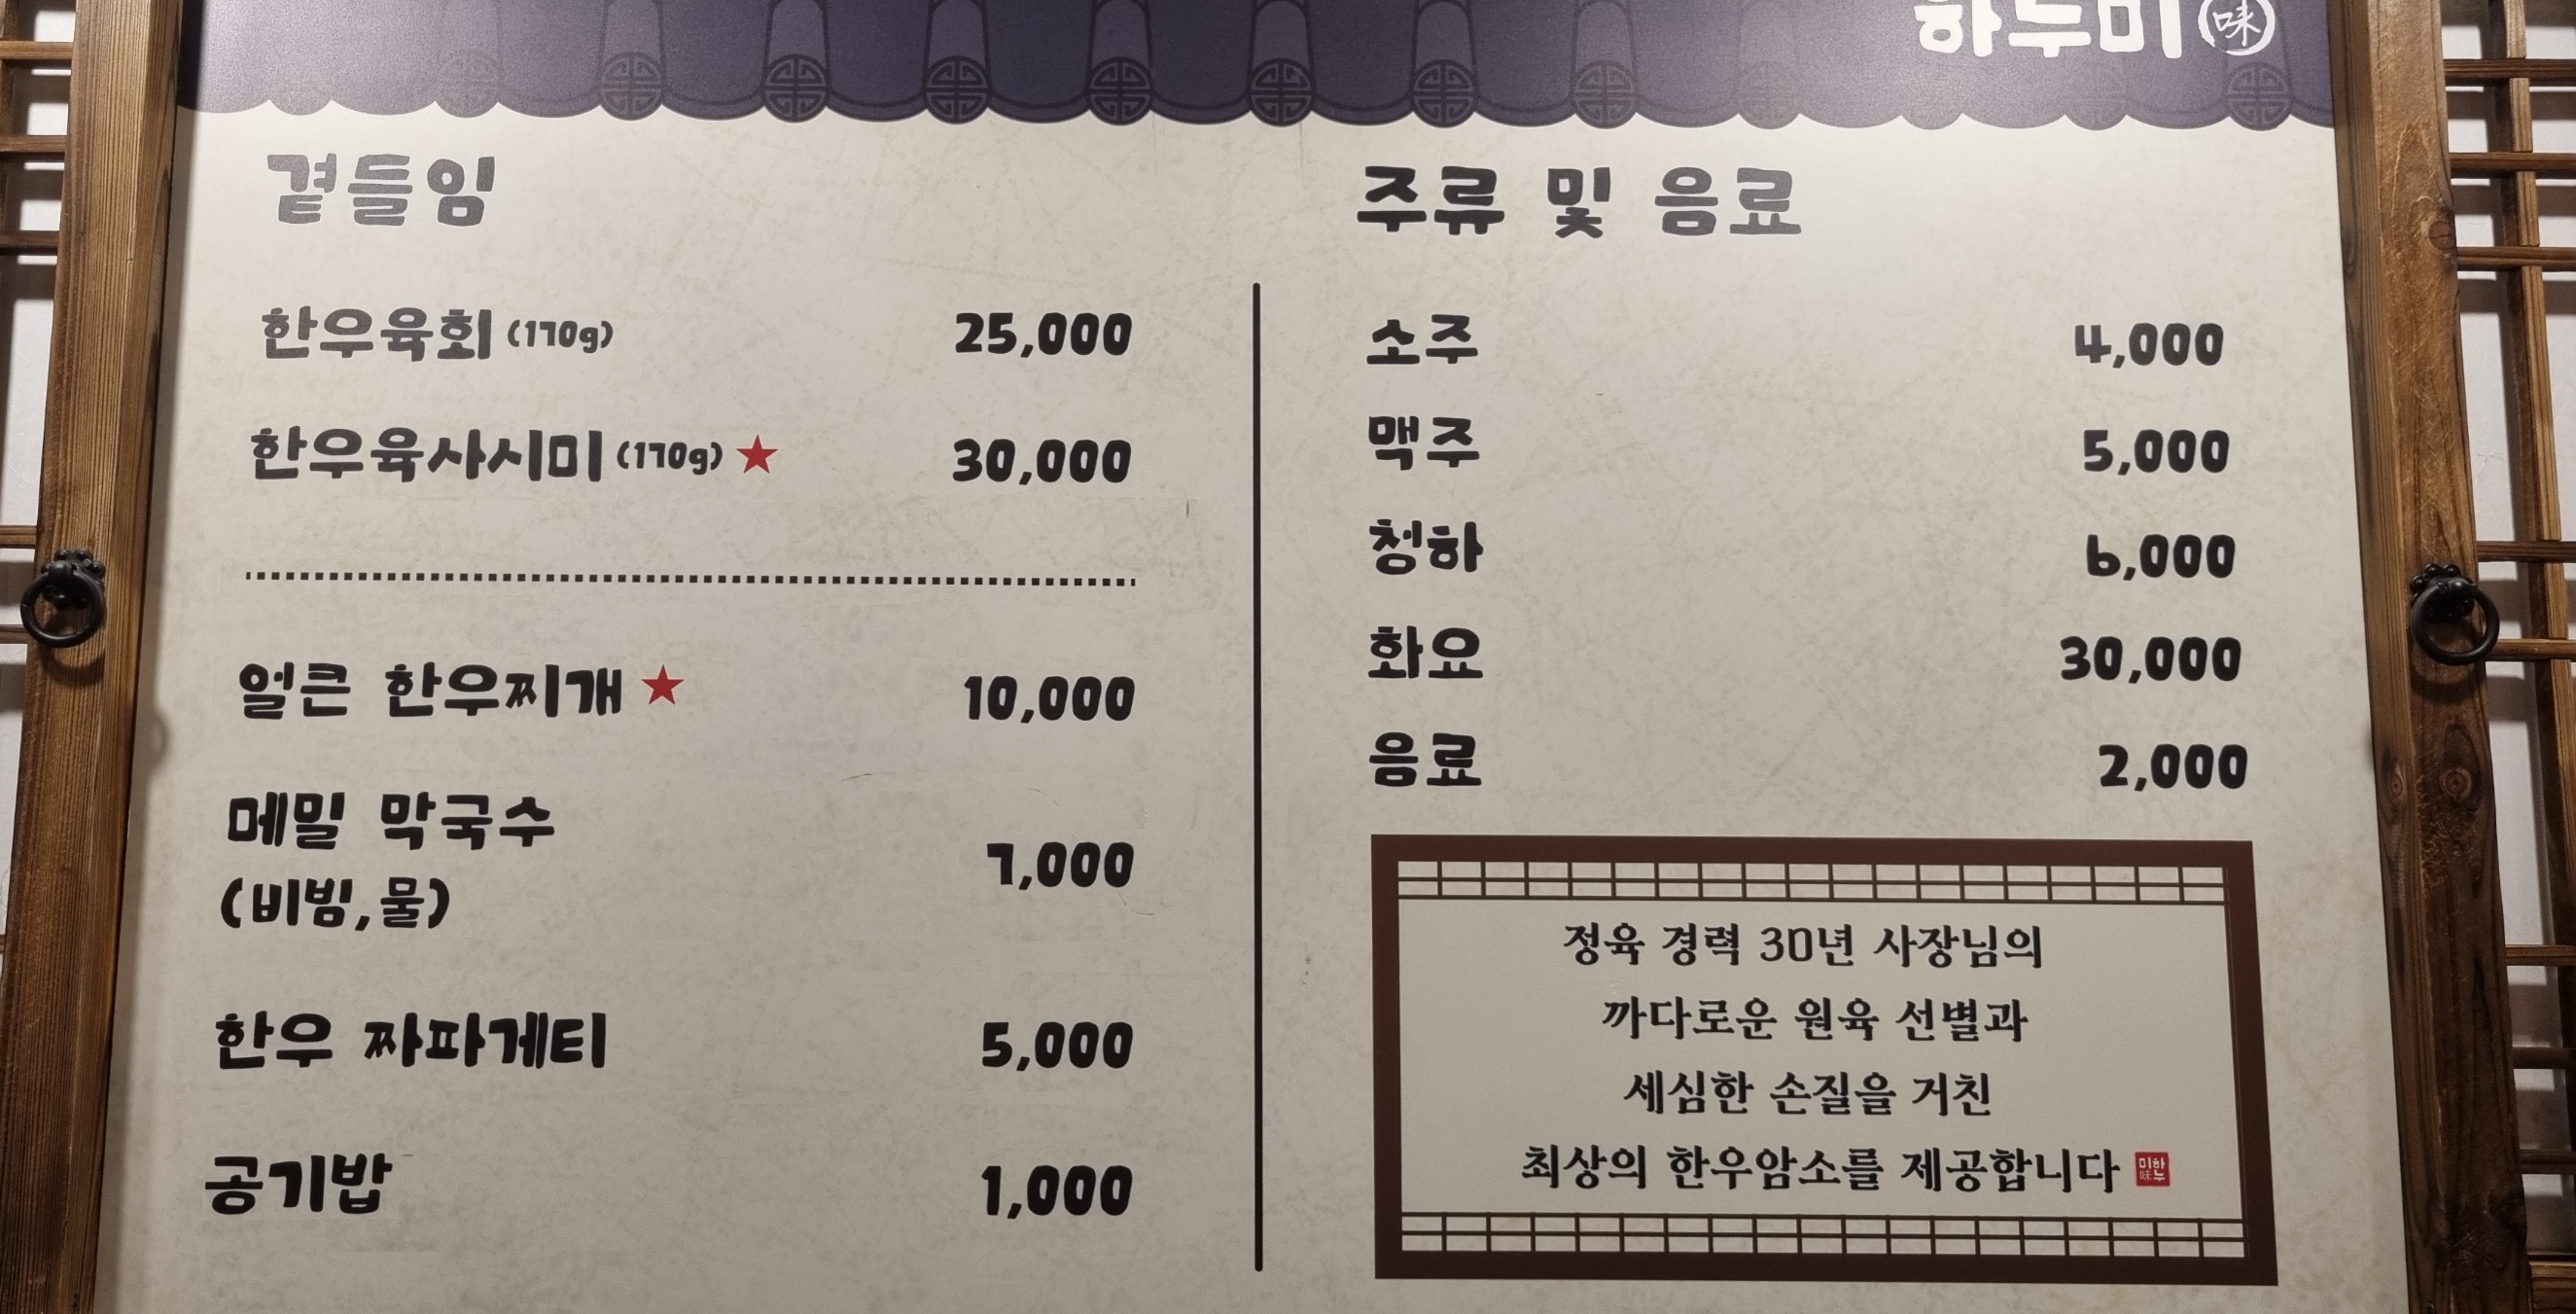 하누미 味
곁들임
한우육회 (170g) 25,000
한우육사시미 (170g) ★ 30,000
얼큰 한우찌개 ★ 10,000
메밀 막국수
(비빔,물) 7,000
한우 짜파게티 5,000
공기밥 1,000
주류 및 음료
소주 4,000
맥주 5,000
청하 6,000
화요 30,000
음료 2,000
정육 경력 30년 사장님의
까다로운 원육 선별과
세심한 손질을 거친
최상의 한우암소를 제공합니다
하누미味